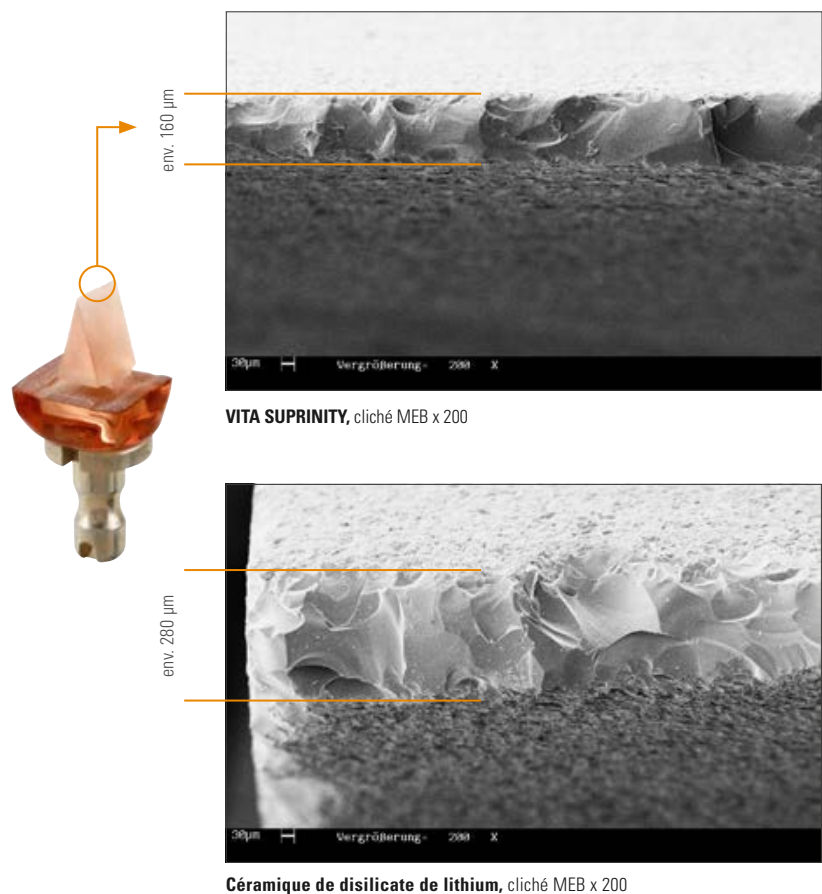 env. 160 µm
30µm Vergrößerung- 200 X
VITA SUPRINITY, cliché MEB x 200
env. 280 µm
30µm Vergrößerung- 200 X
Céramique de disilicate de lithium, cliché MEB x 200